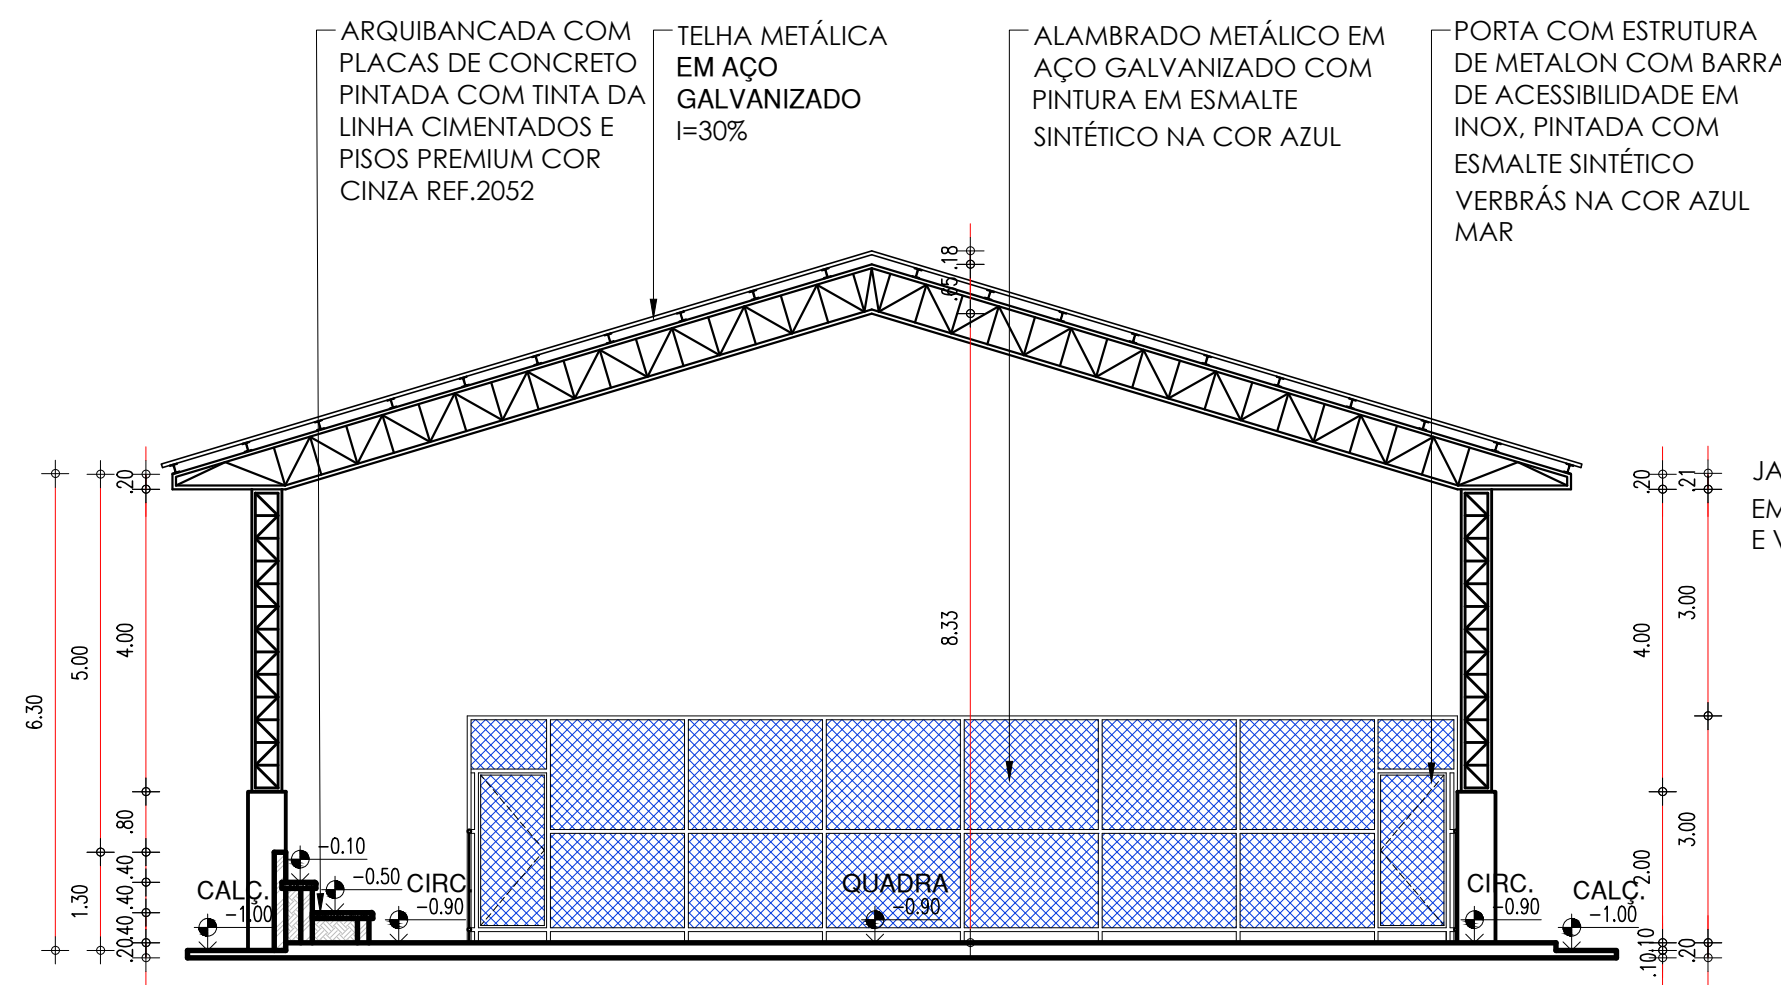 ARQUIBANCADA COM
PLACAS DE CONCRETO
PINTADA COM TINTA DA
LINHA CIMENTADOS E
PISOS PREMIUM COR
CINZA REF.2052
TELHA METÁLICA
EM AÇO
GALVANIZADO
I=30%
ALAMBRADO METÁLICO EM
AÇO GALVANIZADO COM
PINTURA EM ESMALTE
SINTÉTICO NA COR AZUL
PORTA COM ESTRUTURA
DE METALON COM BARRA
DE ACESSIBILIDADE EM
INOX, PINTADA COM
ESMALTE SINTÉTICO
VERBRÁS NA COR AZUL
MAR
.18
.65
8.33
6.30
5.00
1.30
.20
4.00
.80
.40
.40
.40
.20
CALÇ.
-1.00
-0.10
-0.50
CIRC.
-0.90
QUADRA
-0.90
CIRC.
-0.90
CALÇ.
-1.00
.20
4.00
2.00
.10
.10
.21
3.00
3.00
.20
JA
EM
E V